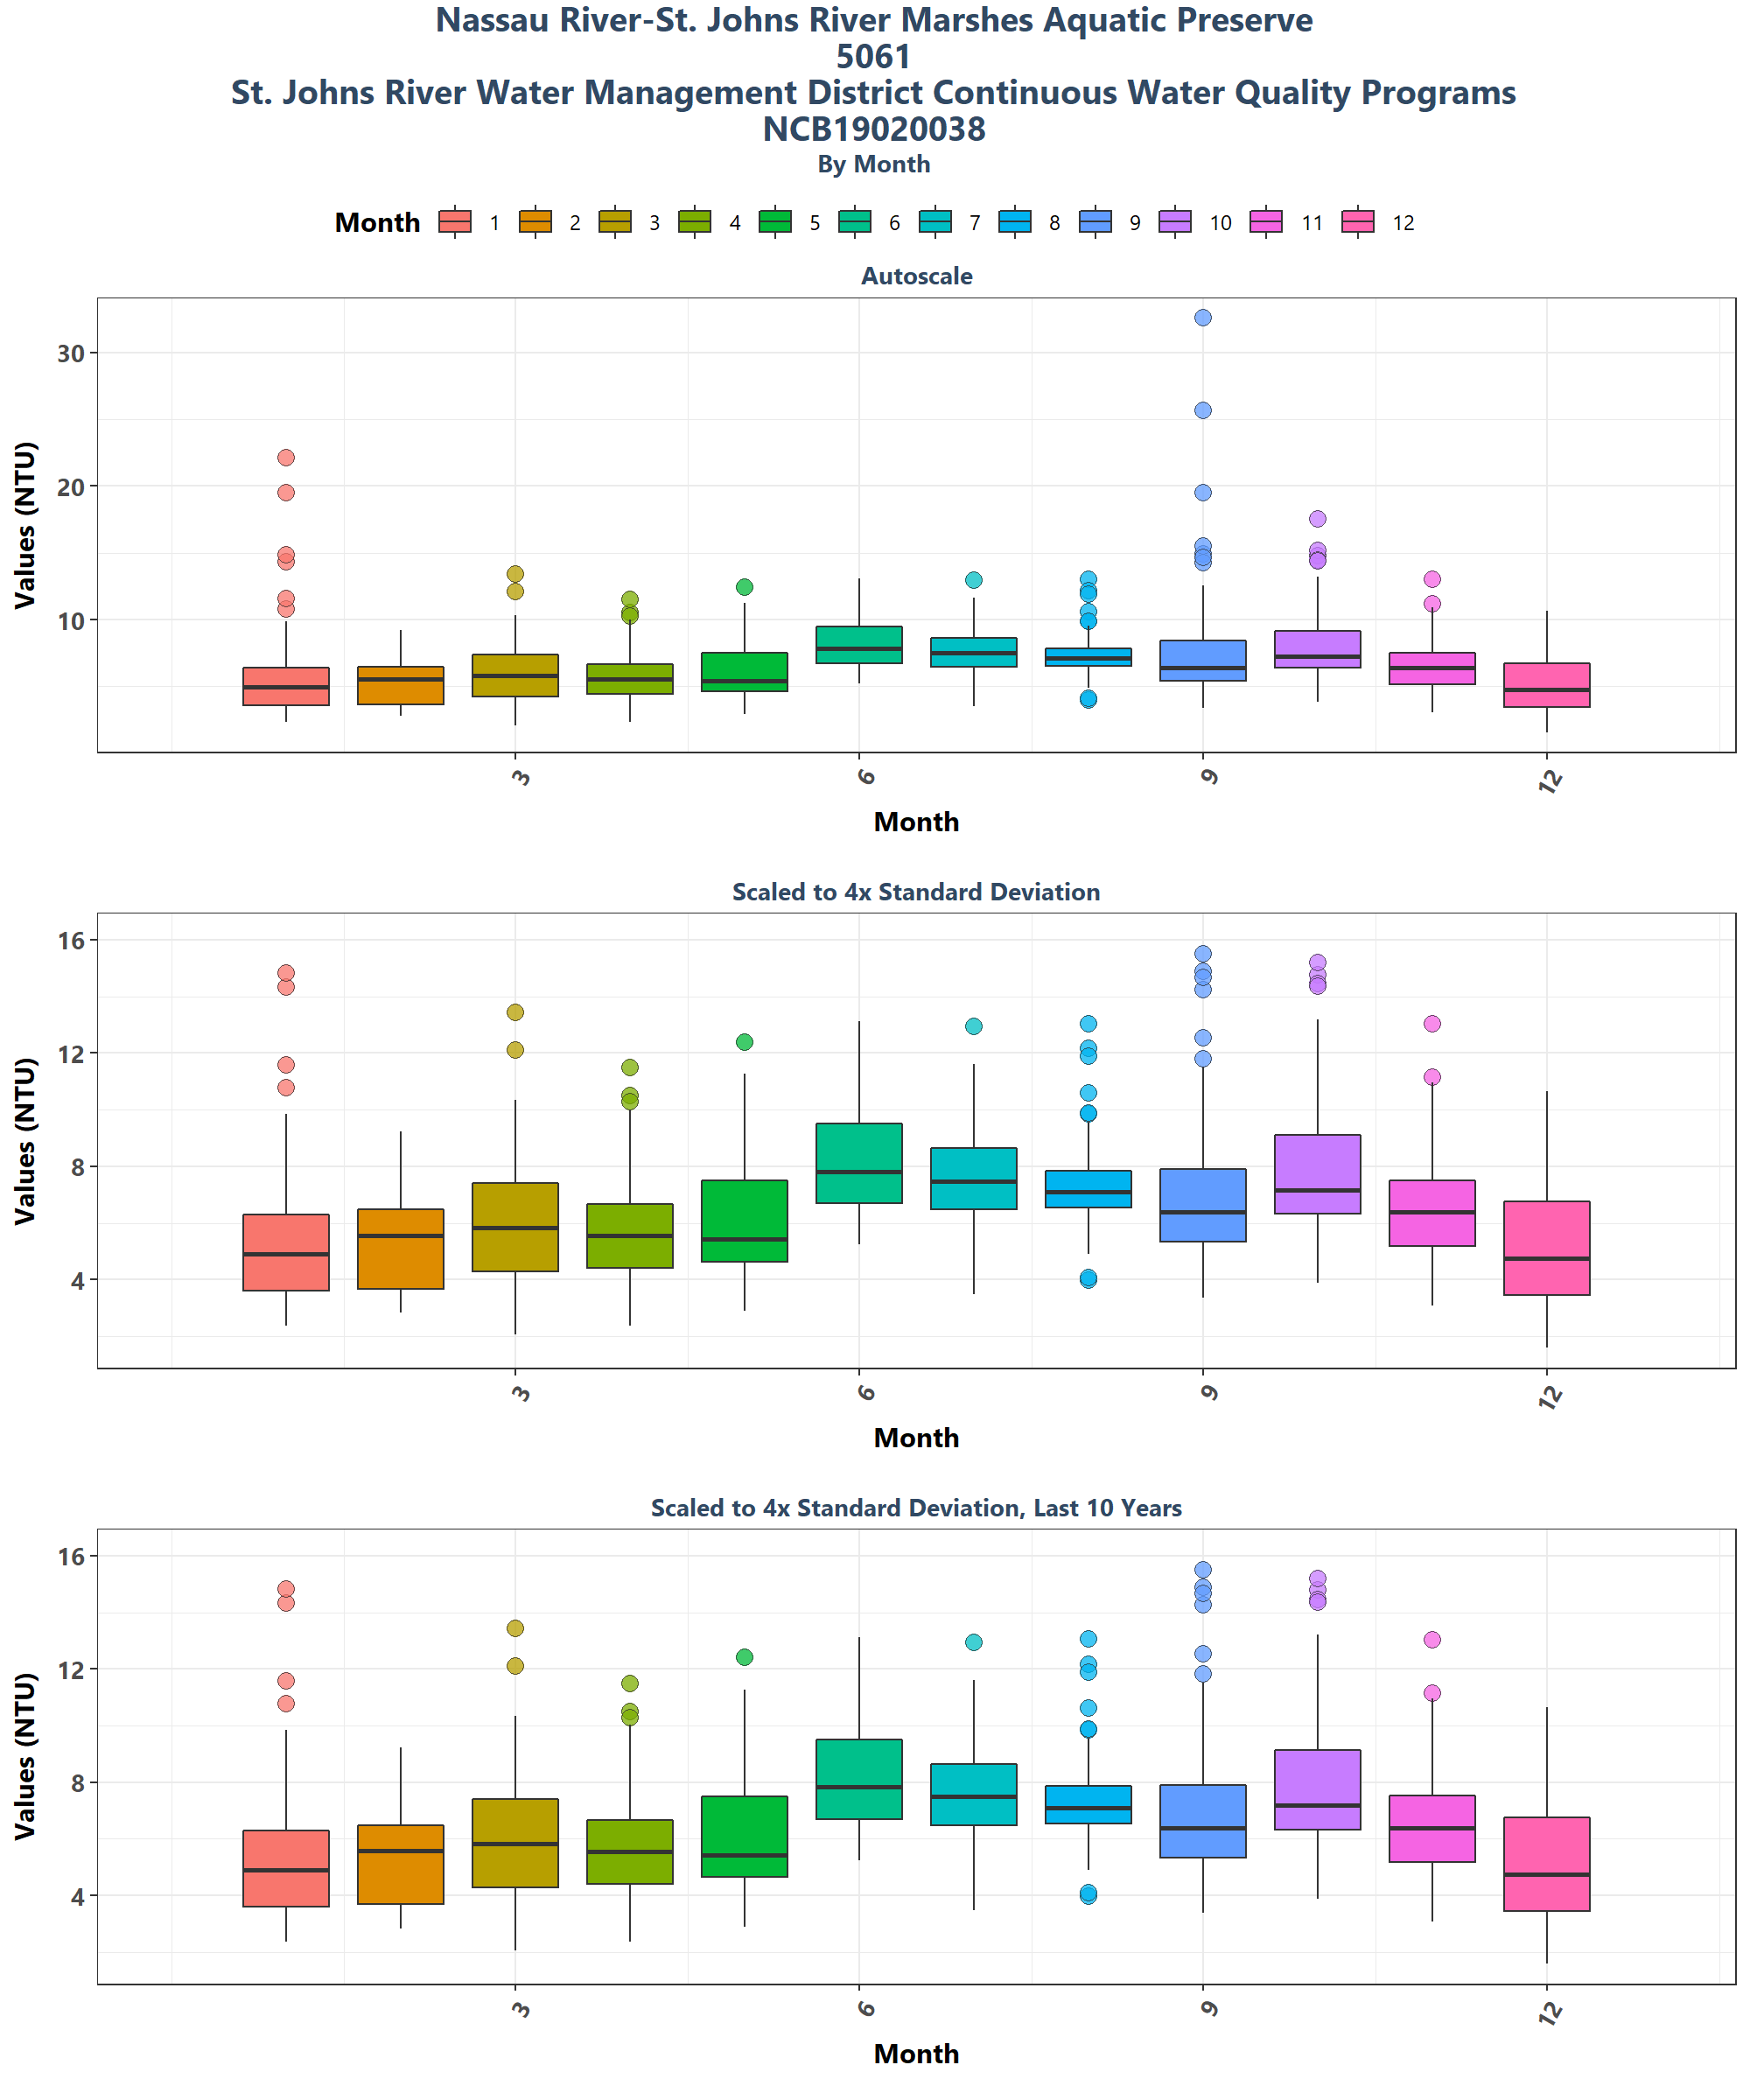 Nassau River-St. Johns River Marshes Aquatic Preserve
5061
St. Johns River Water Management District Continuous Water Quality Programs
NCB19020038
By Month
Month 1 2 3 4 5 6 7 8 9 10 11 12
Autoscale
Values (NTU)
30
20
10
3 6 9 12
Month
Scaled to 4x Standard Deviation
Values (NTU)
16
12
8
4
3 6 9 12
Month
Scaled to 4x Standard Deviation, Last 10 Years
Values (NTU)
16
12
8
4
3 6 9 12
Month